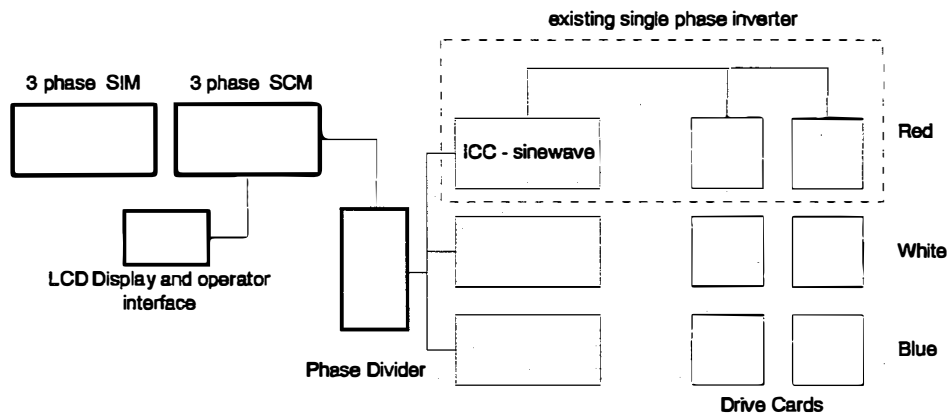 existing single phase inverter
3 phase SIM
3 phase SCM
Red
ICC - sinewave
White
LCD Display and operator
interface
Blue
Phase Divider
Drive Cards